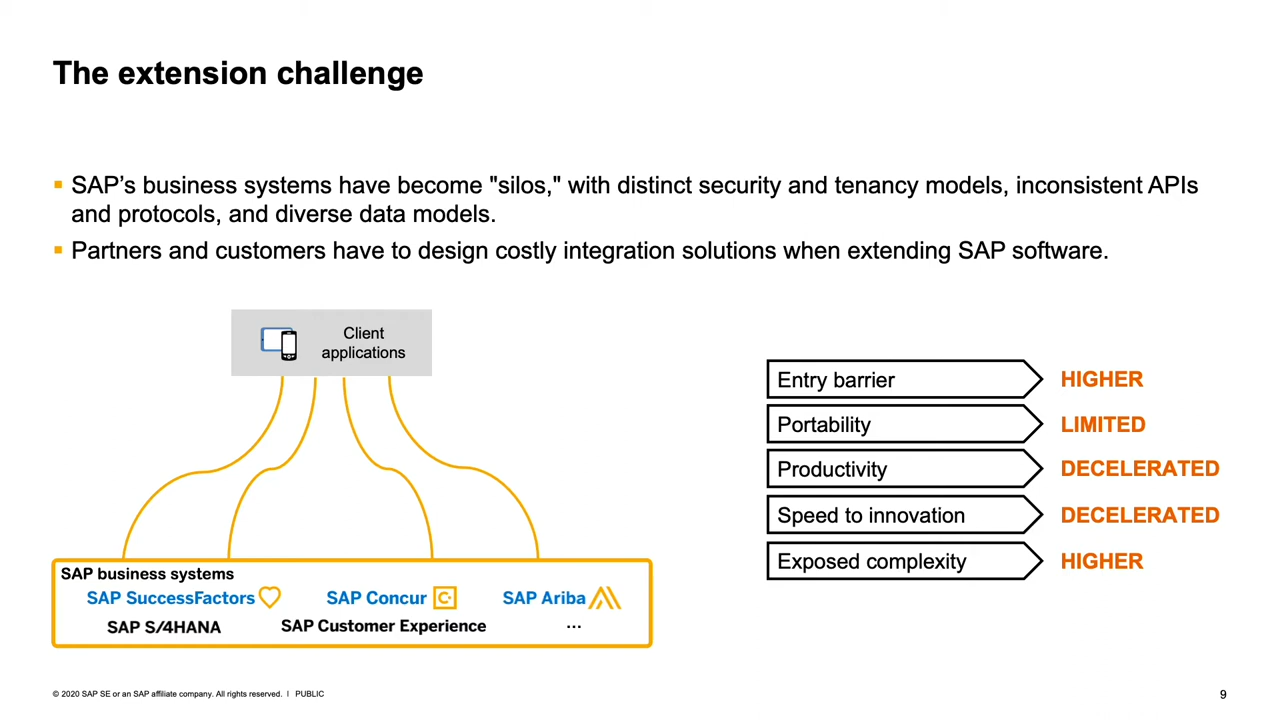 The extension challenge
▪ SAP’s business systems have become "silos," with distinct security and tenancy models, inconsistent APIs
and protocols, and diverse data models.
▪ Partners and customers have to design costly integration solutions when extending SAP software.
Client
applications
Entry barrier HIGHER
Portability LIMITED
Productivity DECELERATED
Speed to innovation DECELERATED
Exposed complexity HIGHER
SAP business systems
SAP SuccessFactors SAP Concur SAP Ariba
SAP S/4HANA SAP Customer Experience ...
© 2020 SAP SE or an SAP affiliate company. All rights reserved. I PUBLIC
9